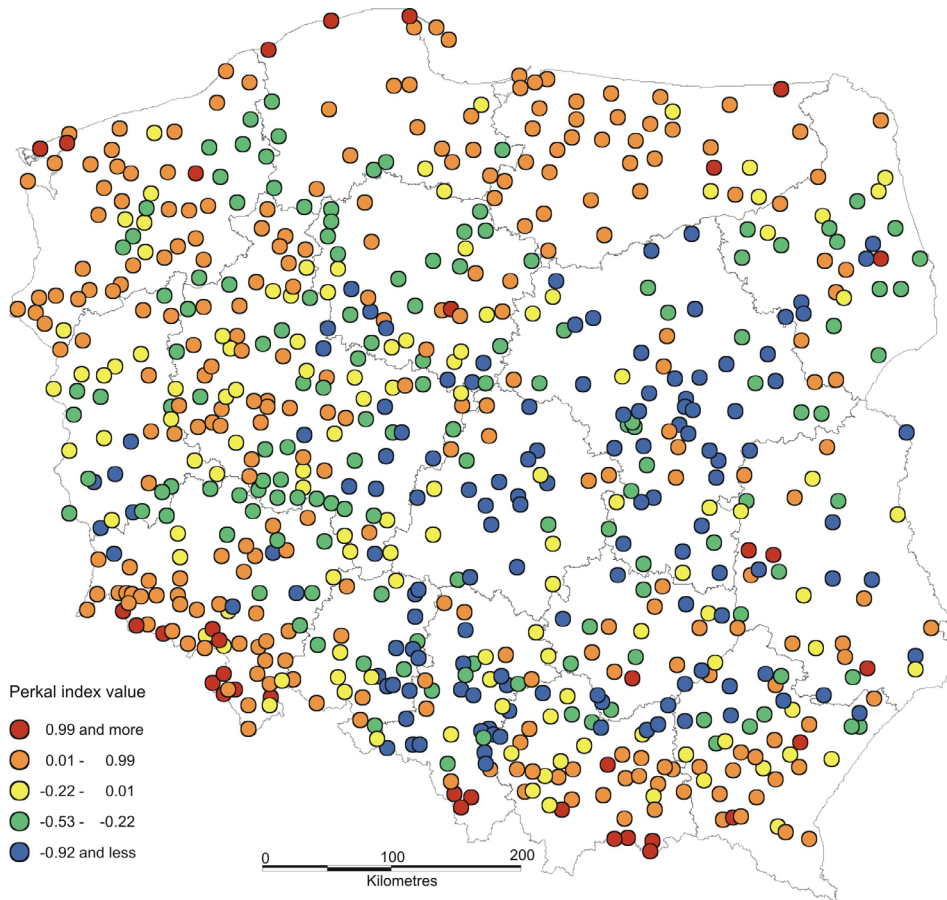 Perkal index value
0.99 and more
0.01 - 0.99
-0.22 - 0.01
-0.53 - -0.22
-0.92 and less
0 100 200
Kilometres